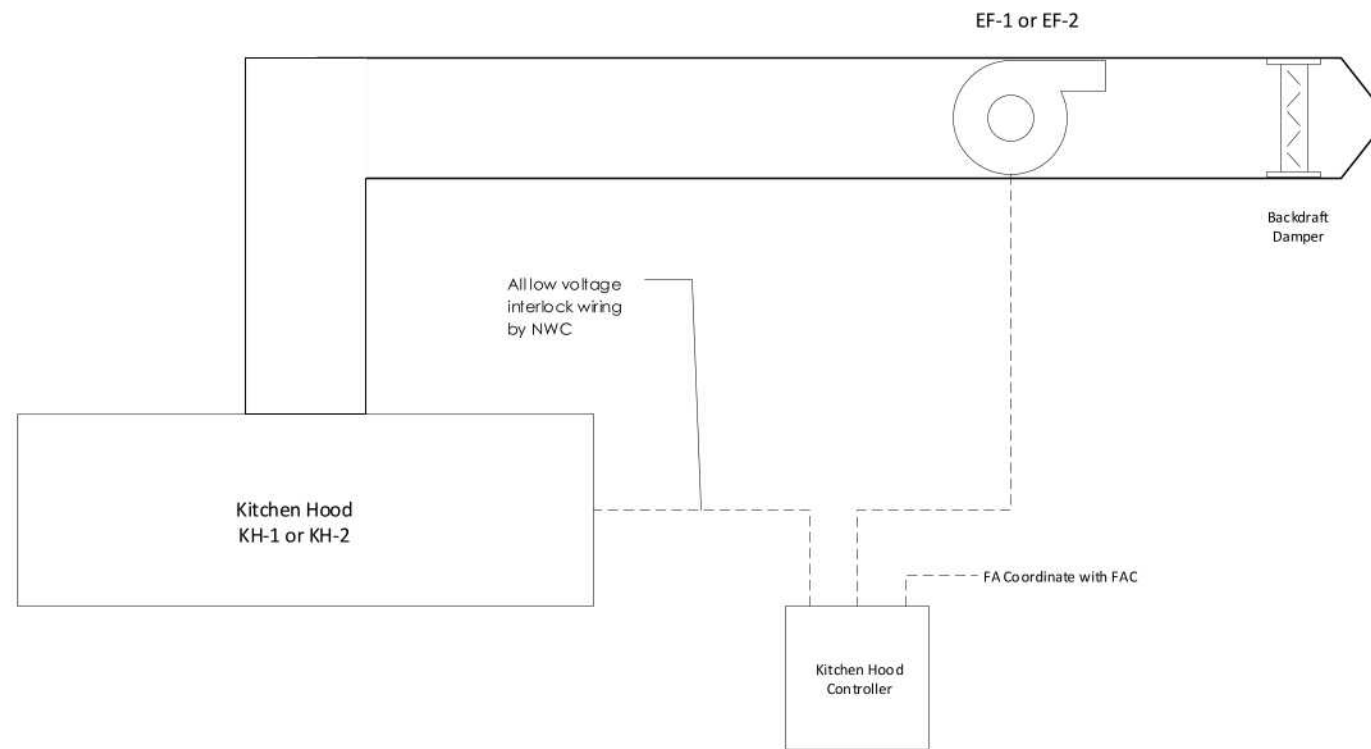 EF-1 or EF-2
Backdraft
Damper
All low voltage
interlock wiring
by NWC
Kitchen Hood
KH-1 or KH-2
FA Coordinate with FAC
Kitchen Hood
Controller